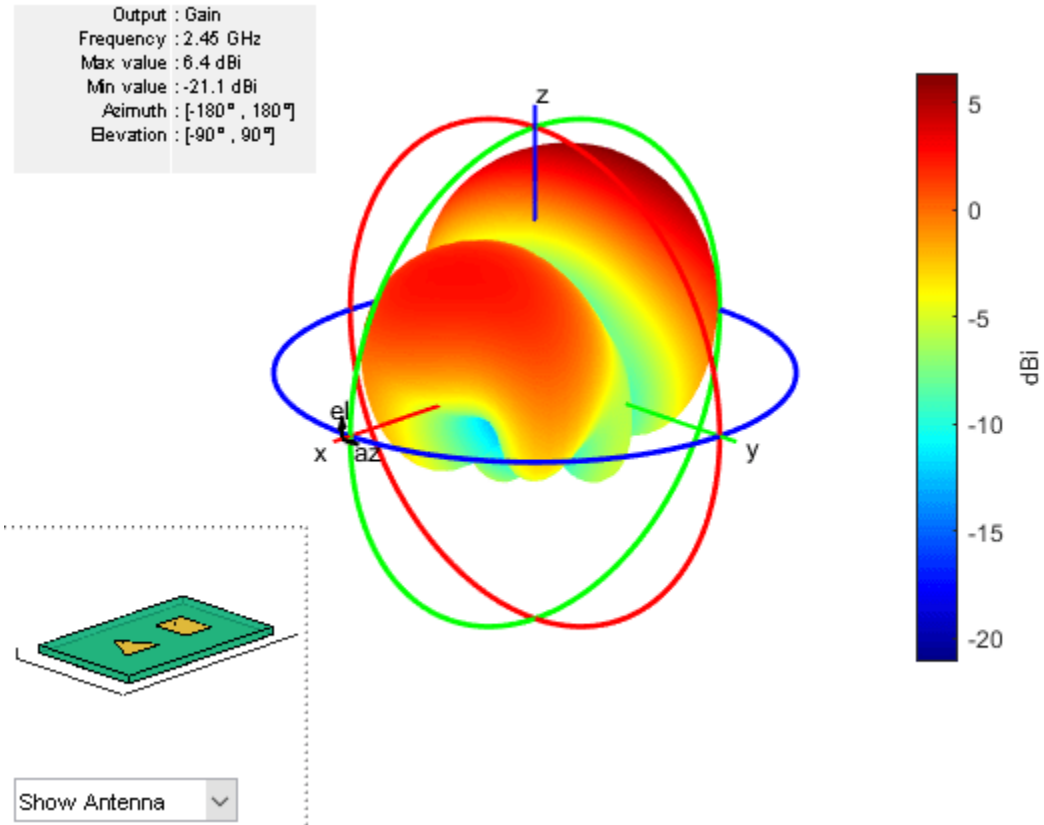 Output : Gain
Frequency : 2.45 GHz
Max value : 6.4 dBi
Min value : -21.1 dBi
Azimuth : [-180° , 180°]
Elevation : [-90° , 90°]
z
5
0
-5
-10
-15
-20
dBi
el
x
az
y
Show Antenna